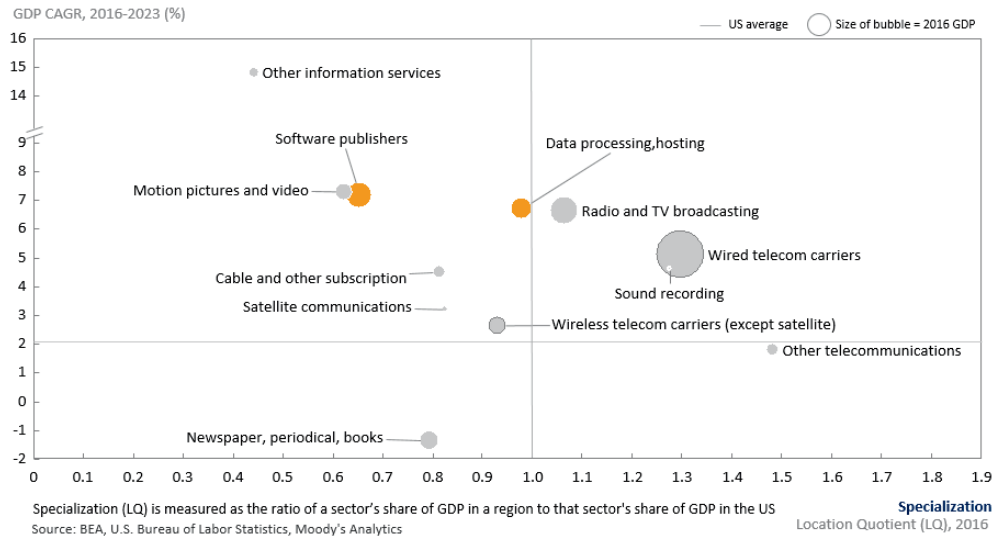 GDP CAGR, 2016-2023 (%)
US average
Size of bubble = 2016 GDP
16
15
14
9
8
7
6
5
4
3
2
1
0
-1
-2
Other information services
Software publishers
Data processing,hosting
Motion pictures and video
Radio and TV broadcasting
Wired telecom carriers
Cable and other subscription
Sound recording
Satellite communications
Wireless telecom carriers (except satellite)
Other telecommunications
Newspaper, periodical, books
0 0.1 0.2 0.3 0.4 0.5 0.6 0.7 0.8 0.9 1.0 1.1 1.2 1.3 1.4 1.5 1.6 1.7 1.8 1.9
Specialization (LQ) is measured as the ratio of a sector's share of GDP in a region to that sector's share of GDP in the US
Specialization
Source: BEA, U.S. Bureau of Labor Statistics, Moody's Analytics
Location Quotient (LQ), 2016